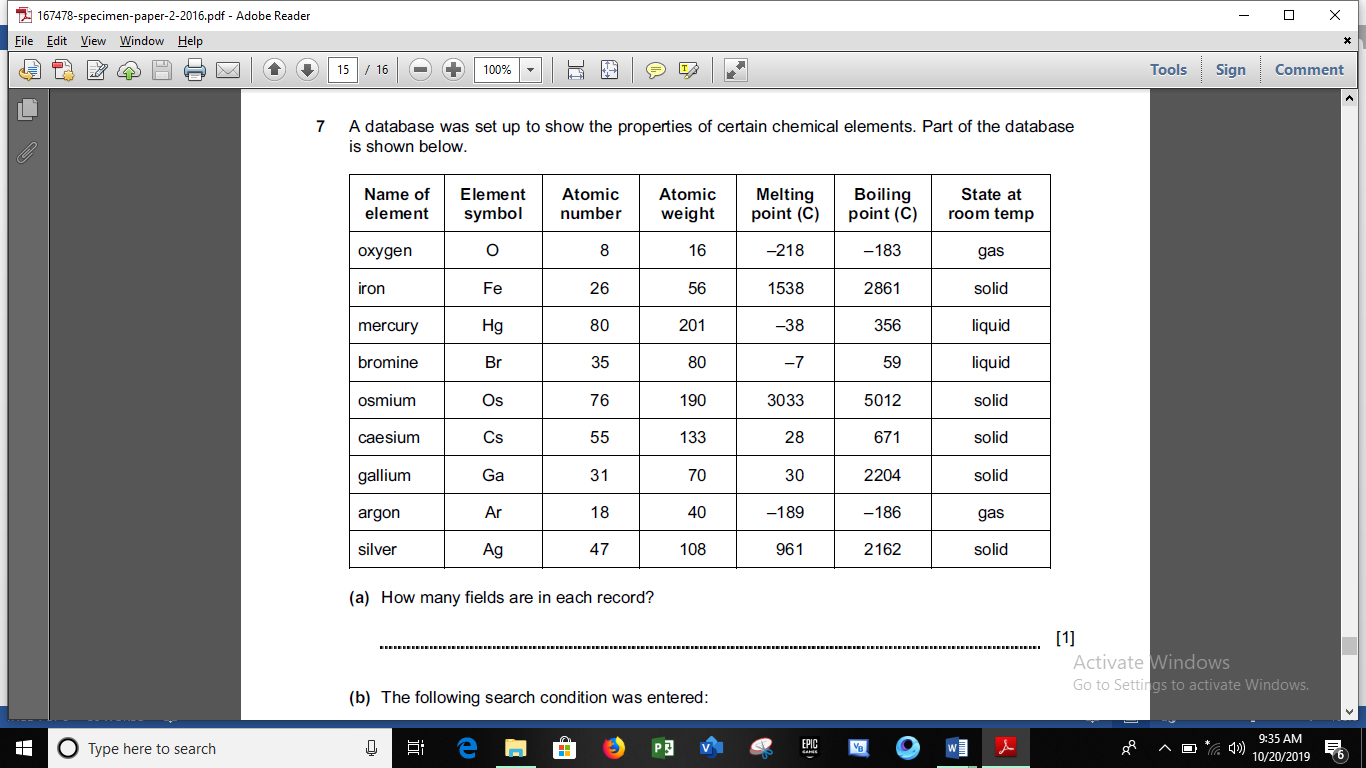 167478-specimen-paper-2-2016.pdf - Adobe Reader
File Edit View Window Help
15 / 16 100% Tools Sign Comment
7 A database was set up to show the properties of certain chemical elements. Part of the database
is shown below.
Name of Element Atomic Atomic Melting Boiling State at
element symbol number weight point (C) point (C) room temp
oxygen O 8 16 –218 –183 gas
iron Fe 26 56 1538 2861 solid
mercury Hg 80 201 –38 356 liquid
bromine Br 35 80 –7 59 liquid
osmium Os 76 190 3033 5012 solid
caesium Cs 55 133 28 671 solid
gallium Ga 31 70 30 2204 solid
argon Ar 18 40 –189 –186 gas
silver Ag 47 108 961 2162 solid
(a) How many fields are in each record?
[1]
Activate Windows
Go to Settings to activate Windows.
(b) The following search condition was entered:
Type here to search
EPIC GAMES
9:35 AM
10/20/2019
6